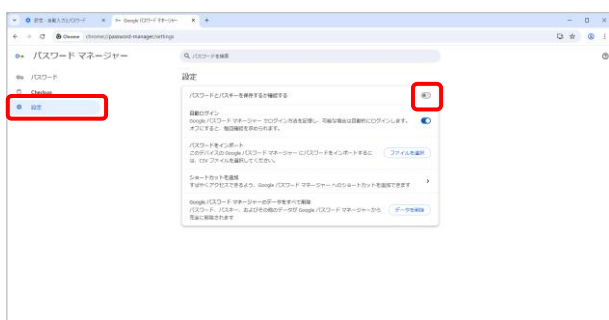 設定 - 自動入力とパスワード
Google パスワード マネージャー
Chrome
chrome://password-manager/settings
パスワード マネージャー
パスワードを検索
パスワード
Checkup
設定
設定
パスワードとパスキーを保存するか確認する
自動ログイン
Google パスワード マネージャー でログイン方法を記憶し、可能な場合は自動的にログインします。
オフにすると、毎回確認を求められます。
パスワードをインポート
このデバイスの Google パスワード マネージャー にパスワードをインポートするに
は、CSV ファイルを選択してください。
ファイルを選択
ショートカットを追加
すばやくアクセスできるよう、Google パスワード マネージャー へのショートカットを追加できます
Google パスワード マネージャーのデータをすべて削除
パスワード、パスキー、およびその他のデータが Google パスワード マネージャーから
完全に削除されます
データを削除